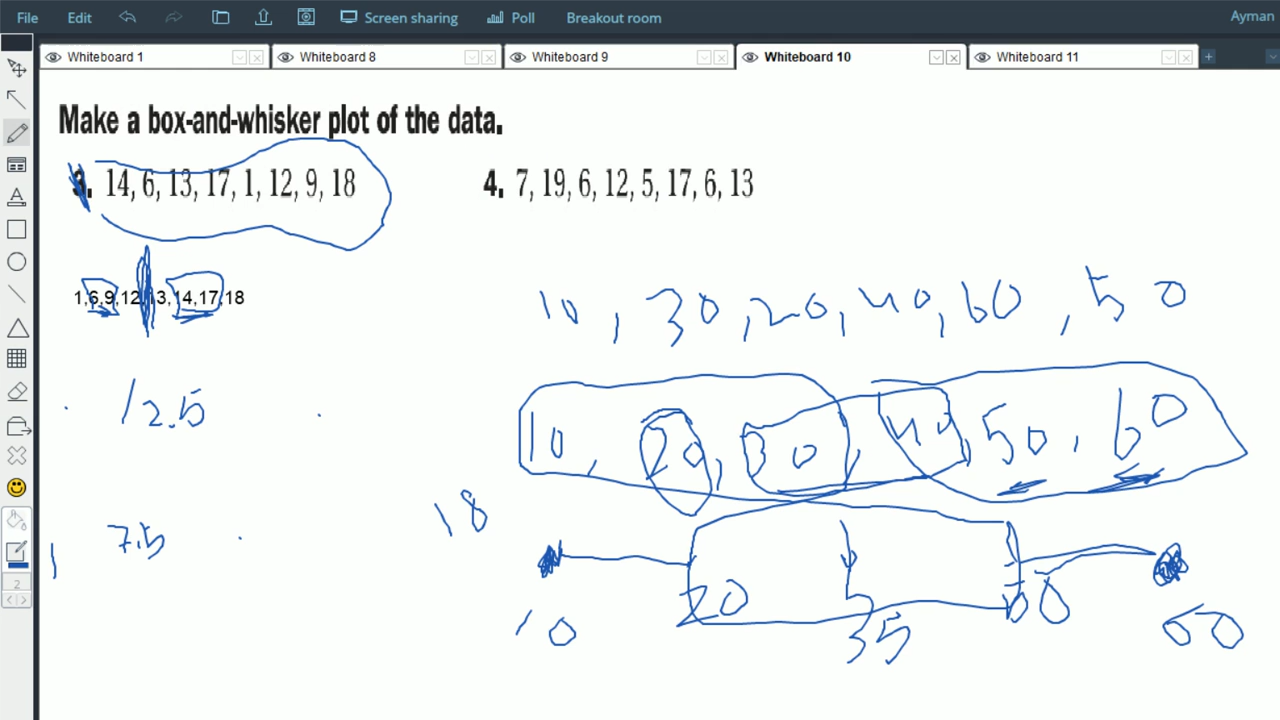 File Edit Screen sharing Poll Breakout room Ayman
Whiteboard 1 Whiteboard 8 Whiteboard 9 Whiteboard 10 Whiteboard 11
Make a box-and-whisker plot of the data.
3. 14, 6, 13, 17, 1, 12, 9, 18
4. 7, 19, 6, 12, 5, 17, 6, 13
1,6,9,12,13,14,17,18
10, 30, 20, 40, 60, 50
12.5
10, 20, 30, 40, 50, 60
18
1 7.5
20 50
10 35 60
2